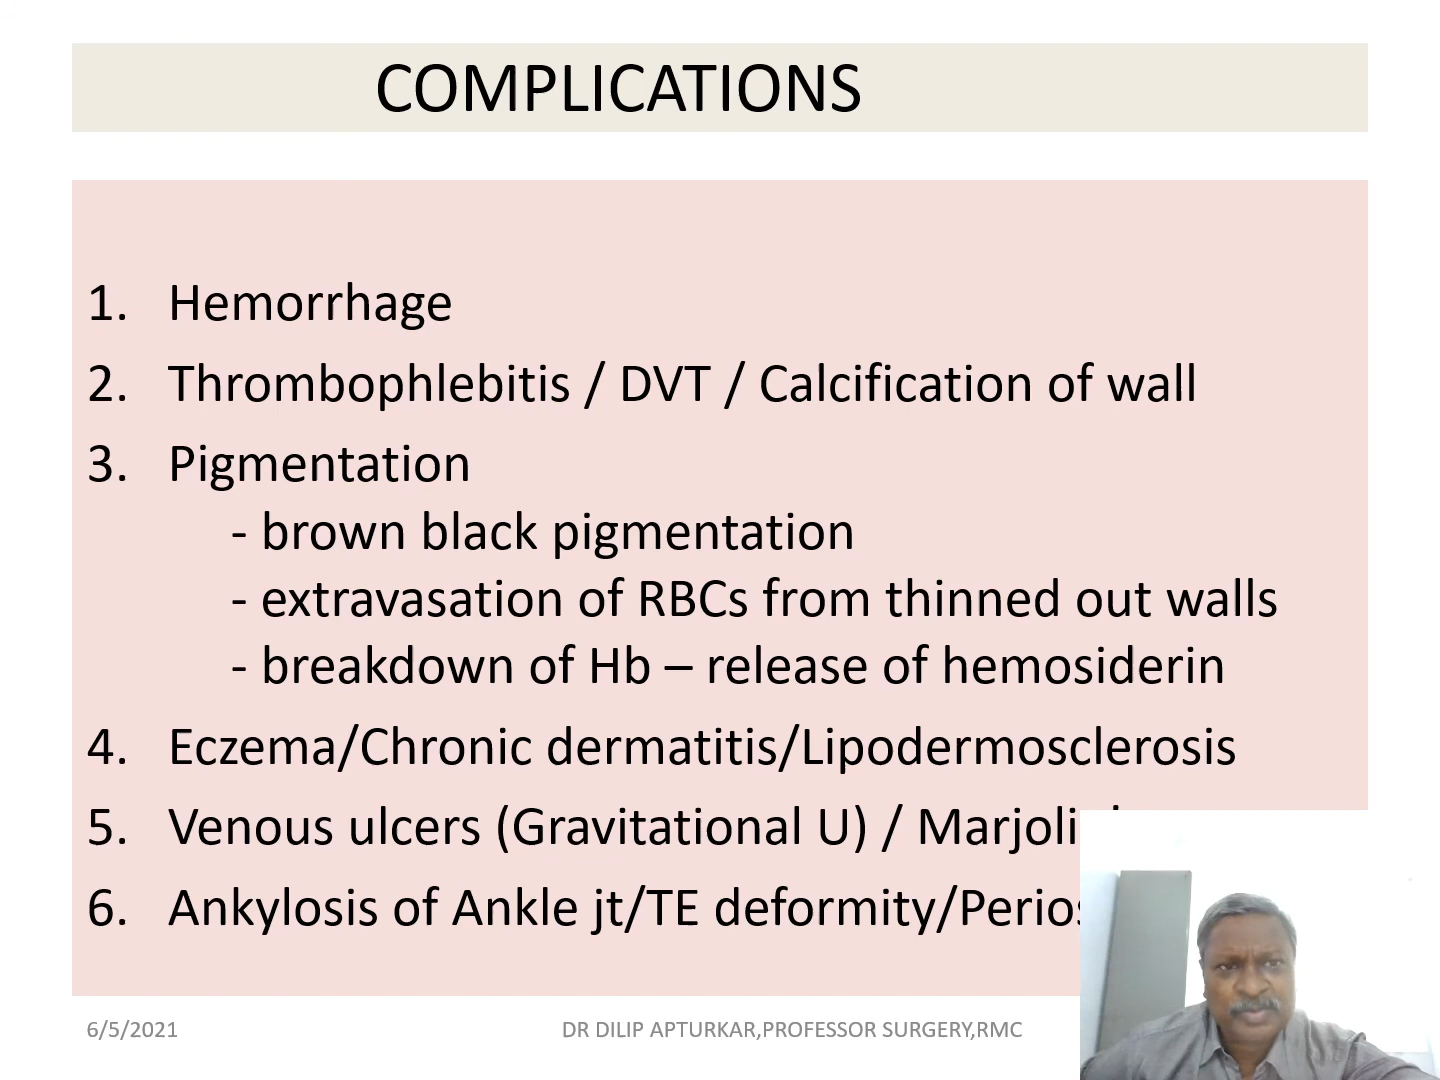 COMPLICATIONS
1. Hemorrhage
2. Thrombophlebitis / DVT / Calcification of wall
3. Pigmentation
- brown black pigmentation
- extravasation of RBCs from thinned out walls
- breakdown of Hb – release of hemosiderin
4. Eczema/Chronic dermatitis/Lipodermosclerosis
5. Venous ulcers (Gravitational U) /
6. Ankylosis of Ankle jt/TE deformity/
6/5/2021
DR DILIP APTURKAR,PROFESSOR SURGERY,RMC